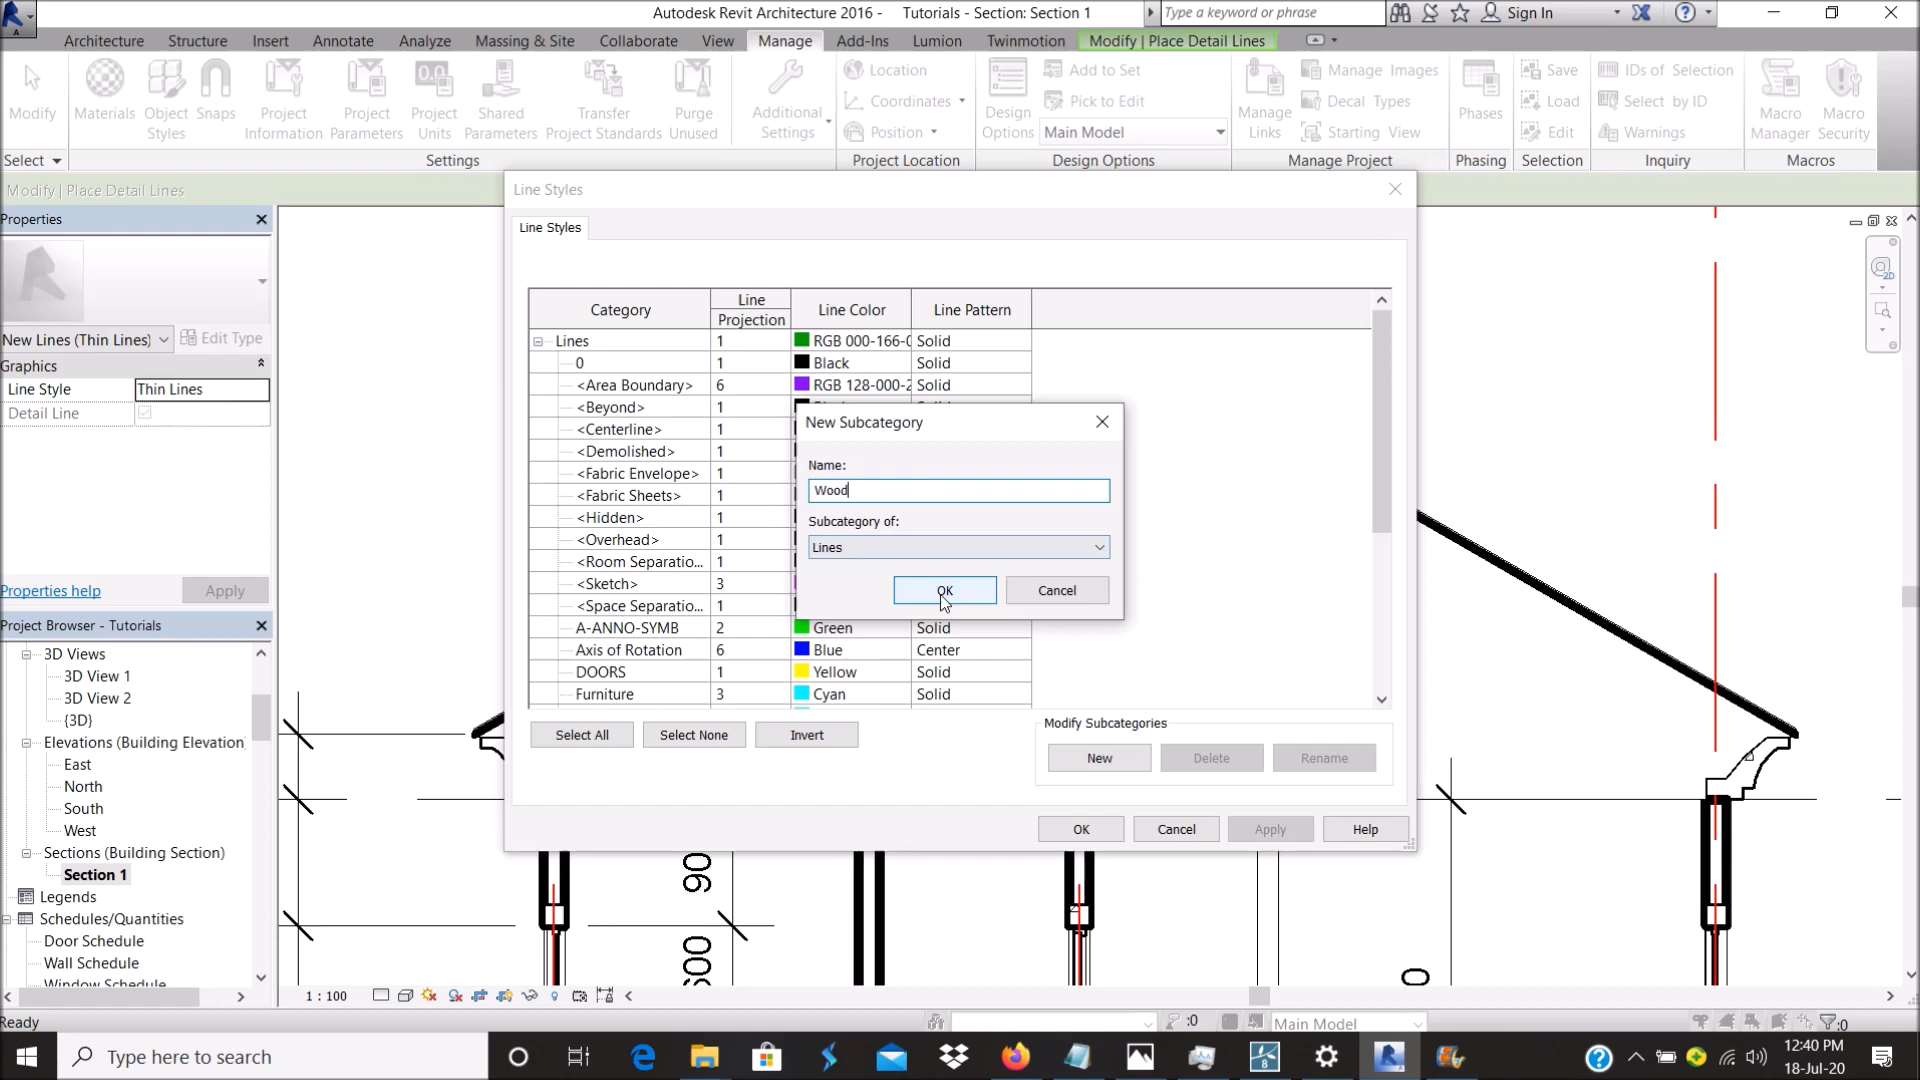 Autodesk Revit Architecture 2016 - Tutorials - Section: Section 1
Type a keyword or phrase
Sign In
Architecture Structure Insert Annotate Analyze Massing & Site Collaborate View Manage Add-Ins Lumion Twinmotion Modify | Place Detail Lines
Modify
Materials
Object Styles
Snaps
Project Information
Project Parameters
Project Units
Shared Parameters
Transfer Project Standards
Purge Unused
Additional Settings
Location
Coordinates
Position
Design Options
Add to Set
Pick to Edit
Main Model
Manage Links
Manage Images
Decal Types
Starting View
Phases
Save
Load
Edit
IDs of Selection
Select by ID
Warnings
Macro Manager
Macro Security
Select
Settings
Project Location
Design Options
Manage Project
Phasing
Selection
Inquiry
Macros
Modify | Place Detail Lines
Properties
New Lines (Thin Lines)
Edit Type
Graphics
Line Style Thin Lines
Detail Line
Properties help
Apply
Project Browser - Tutorials
3D Views
3D View 1
3D View 2
{3D}
Elevations (Building Elevation)
East
North
South
West
Sections (Building Section)
Section 1
Legends
Schedules/Quantities
Door Schedule
Wall Schedule
Window Schedule
Line Styles
Line Styles
Category
Line
Projection
Line Color
Line Pattern
Lines 1 RGB 000-166-0 Solid
0 1 Black Solid
<Area Boundary> 6 RGB 128-000-2 Solid
<Beyond> 1
<Centerline> 1
<Demolished> 1
<Fabric Envelope> 1
<Fabric Sheets> 1
<Hidden> 1
<Overhead> 1
<Room Separatio... 1
<Sketch> 3
<Space Separatio... 1
A-ANNO-SYMB 2 Green Solid
Axis of Rotation 6 Blue Center
DOORS 1 Yellow Solid
Furniture 3 Cyan Solid
New Subcategory
Name:
Wood
Subcategory of:
Lines
OK
Cancel
Select All
Select None
Invert
Modify Subcategories
New
Delete
Rename
OK
Cancel
Apply
Help
90
600
0
1 : 100
Ready
:0
Main Model
:0
Type here to search
8
12:40 PM
18-Jul-20